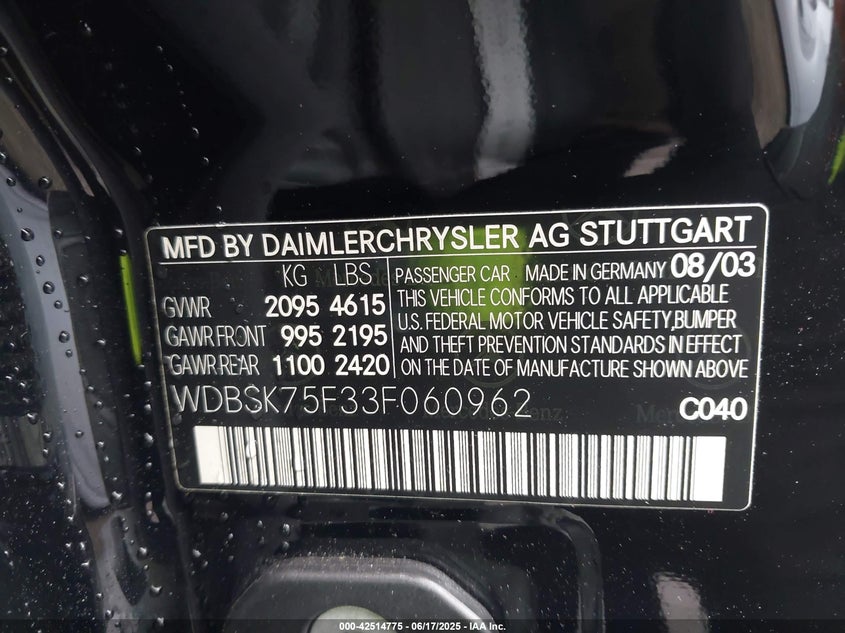 MFD BY DAIMLERCHRYSLER AG STUTTGART
KG LBS
GVWR 2095 4615
GAWR FRONT 995 2195
GAWR REAR 1100 2420
PASSENGER CAR MADE IN GERMANY 08/03
THIS VEHICLE CONFORMS TO ALL APPLICABLE
U.S. FEDERAL MOTOR VEHICLE SAFETY,BUMPER
AND THEFT PREVENTION STANDARDS IN EFFECT
ON THE DATE OF MANUFACTURE SHOWN ABOVE
WDBSK75F33F060962 C040
000-42514775 - 06/17/2025 - IAA Inc.